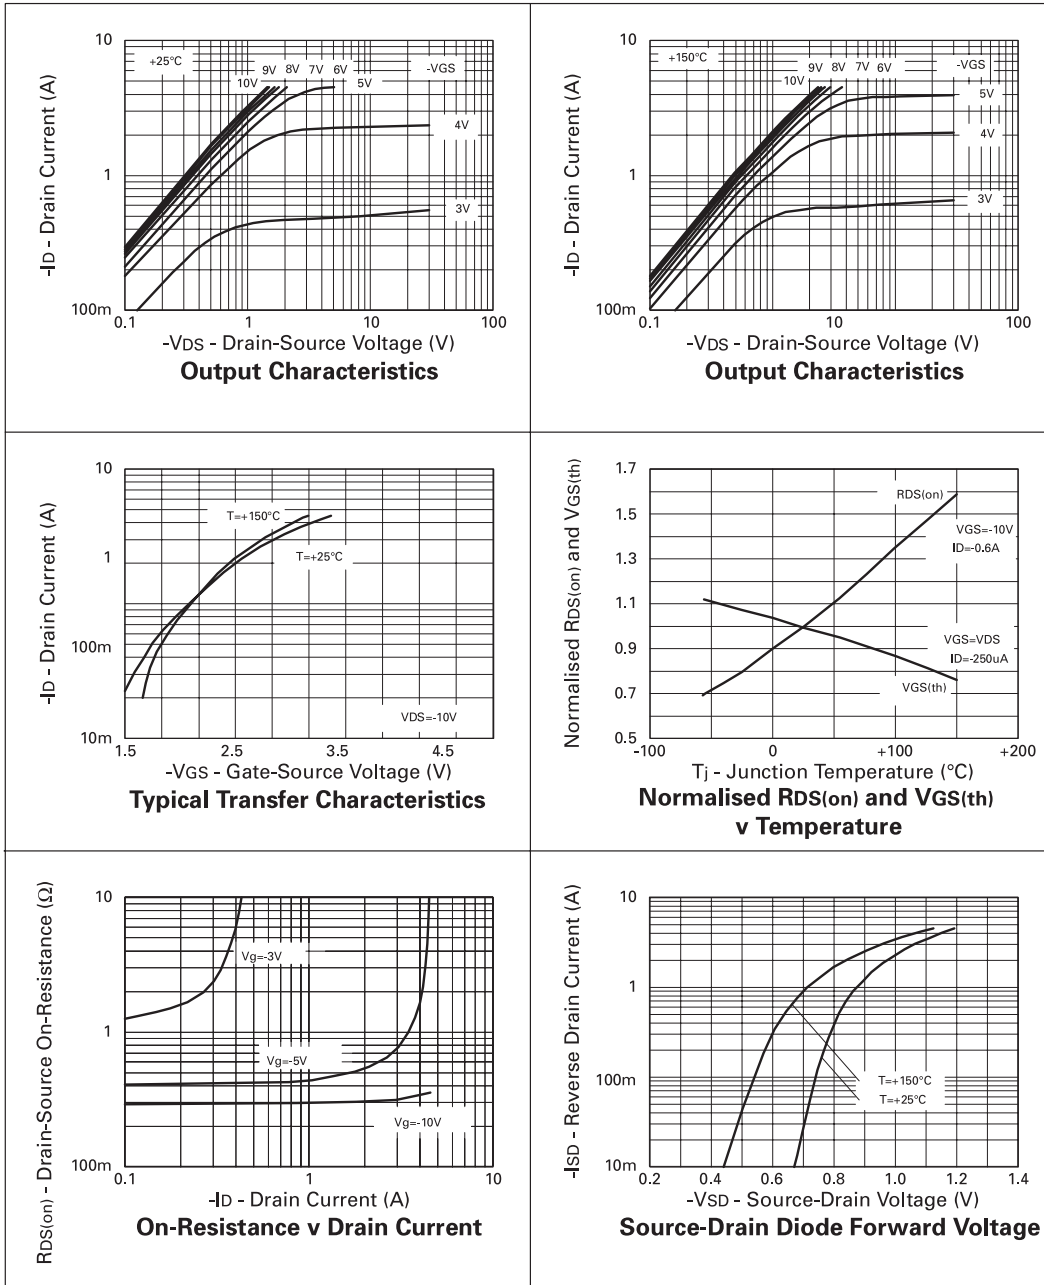 10
+25°C
9V 8V 7V 6V
-VGS
10V
5V
4V
1
3V
100m
0.1
1
10
100
-ID - Drain Current (A)
-VDS - Drain-Source Voltage (V)
Output Characteristics
10
+150°C
9V 8V 7V 6V
-VGS
10V
5V
4V
1
3V
100m
0.1
1
10
100
-ID - Drain Current (A)
-VDS - Drain-Source Voltage (V)
Output Characteristics
10
T=+150°C
1
T=+25°C
100m
VDS=-10V
10m
1.5
2.5
3.5
4.5
-ID - Drain Current (A)
-VGS - Gate-Source Voltage (V)
Typical Transfer Characteristics
1.7
RDS(on)
1.5
VGS=-10V
ID=-0.6A
1.3
1.1
VGS=VDS
ID=-250uA
0.9
VGS(th)
0.7
0.5
-100
0
+100
+200
Normalised RDS(on) and VGS(th)
Tj - Junction Temperature (°C)
Normalised RDS(on) and VGS(th)
v Temperature
10
Vg=-3V
1
Vg=-5V
Vg=-10V
100m
0.1
1
10
RDS(on) - Drain-Source On-Resistance (Ω)
-ID - Drain Current (A)
On-Resistance v Drain Current
10
1
100m
T=+150°C
T=+25°C
10m
0.2
0.4
0.6
0.8
1.0
1.2
1.4
-ISD - Reverse Drain Current (A)
-VSD - Source-Drain Voltage (V)
Source-Drain Diode Forward Voltage